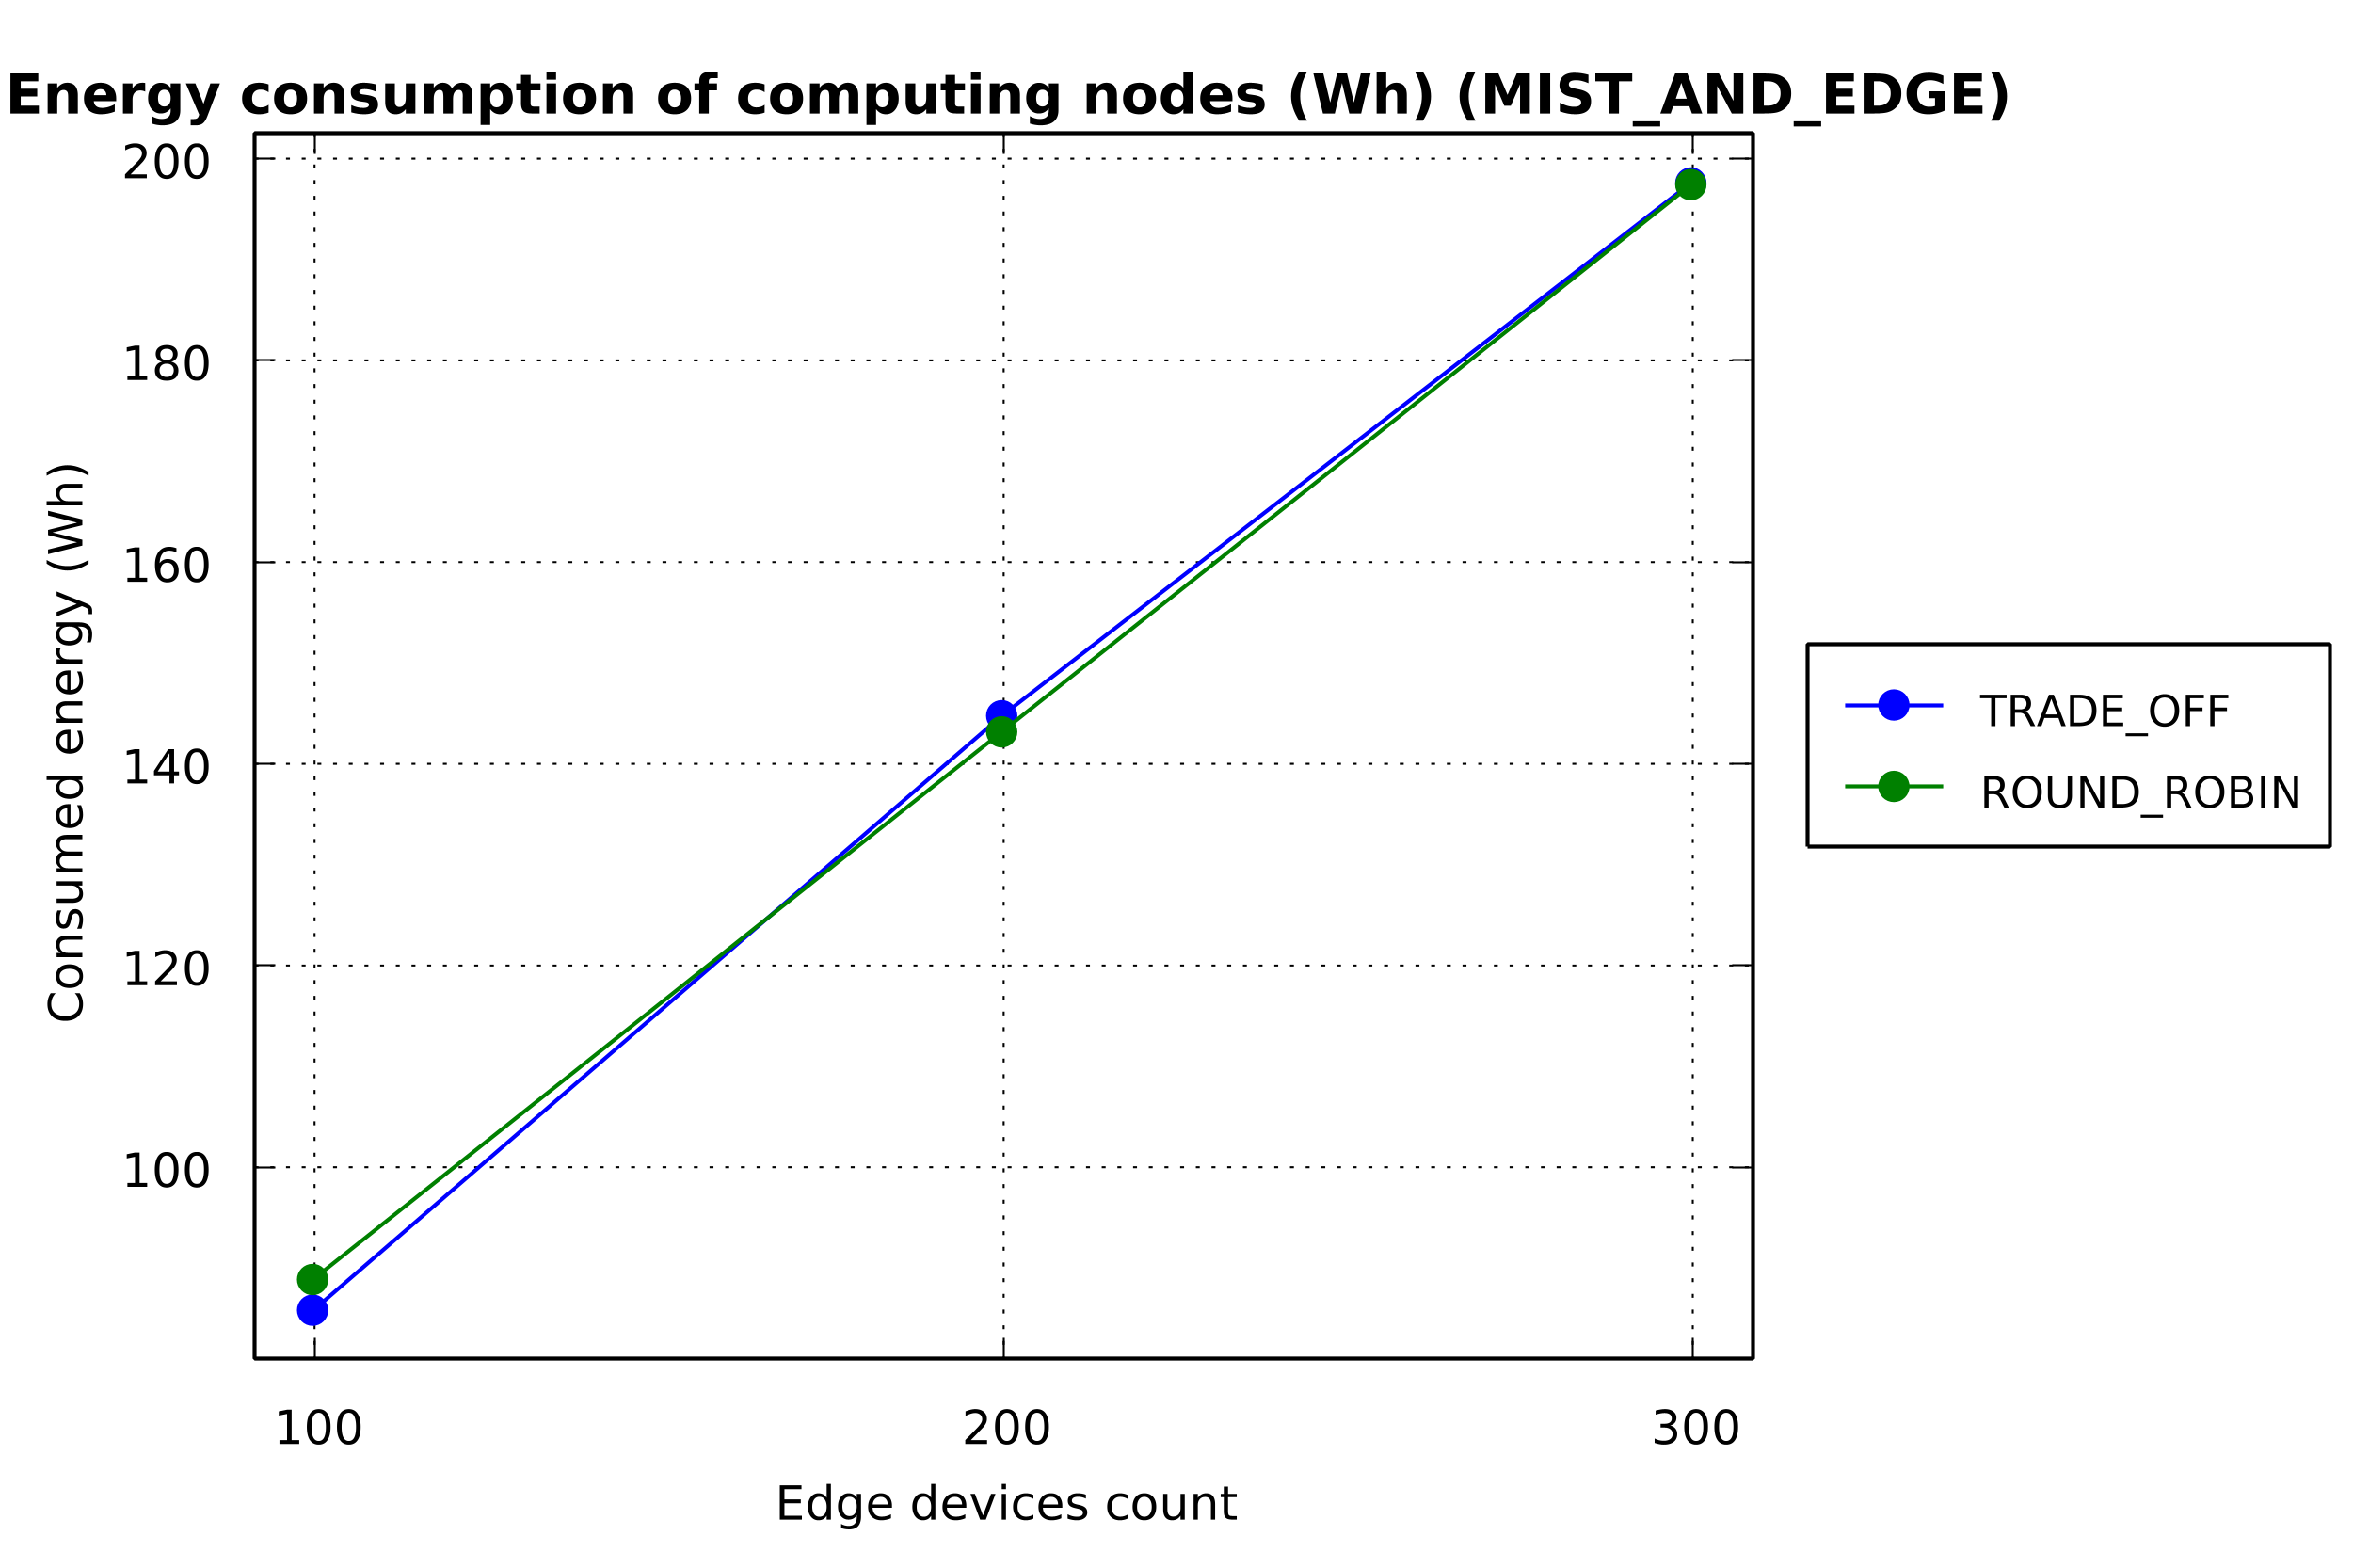 Energy consumption of computing nodes (Wh) (MIST_AND_EDGE)
200
180
160
140
120
100
Consumed energy (Wh)
TRADE_OFF
ROUND_ROBIN
100 200 300
Edge devices count